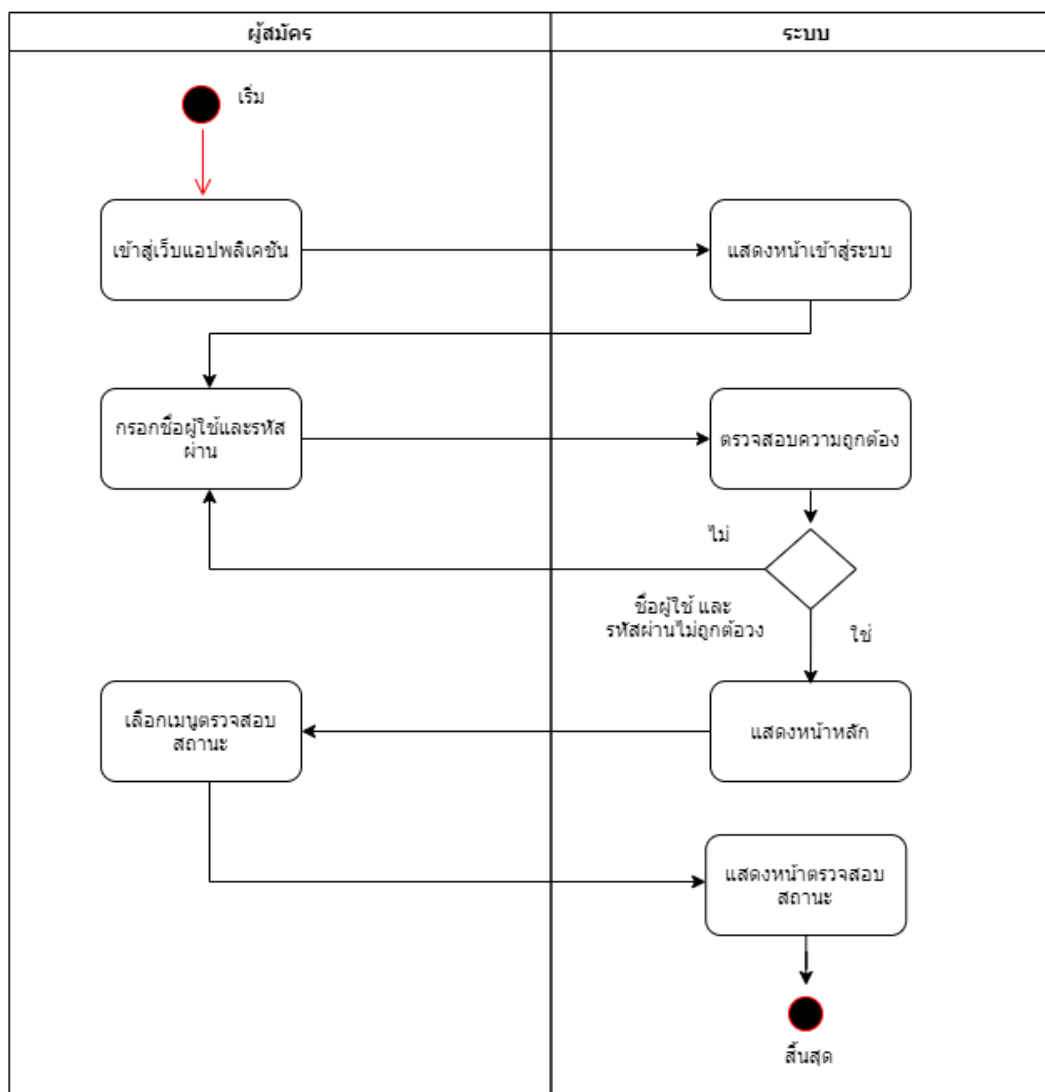 ผู้สมัคร
ระบบ
เริ่ม
เข้าสู่เว็บแอปพลิเคชัน
แสดงหน้าเข้าสู่ระบบ
กรอกชื่อผู้ใช้และรหัส
ผ่าน
ตรวจสอบความถูกต้อง
ไม่
ชื่อผู้ใช้ และ
รหัสผ่านไม่ถูกต้อวง
ใช่
เลือกเมนูตรวจสอบ
สถานะ
แสดงหน้าหลัก
แสดงหน้าตรวจสอบ
สถานะ
สิ้นสุด